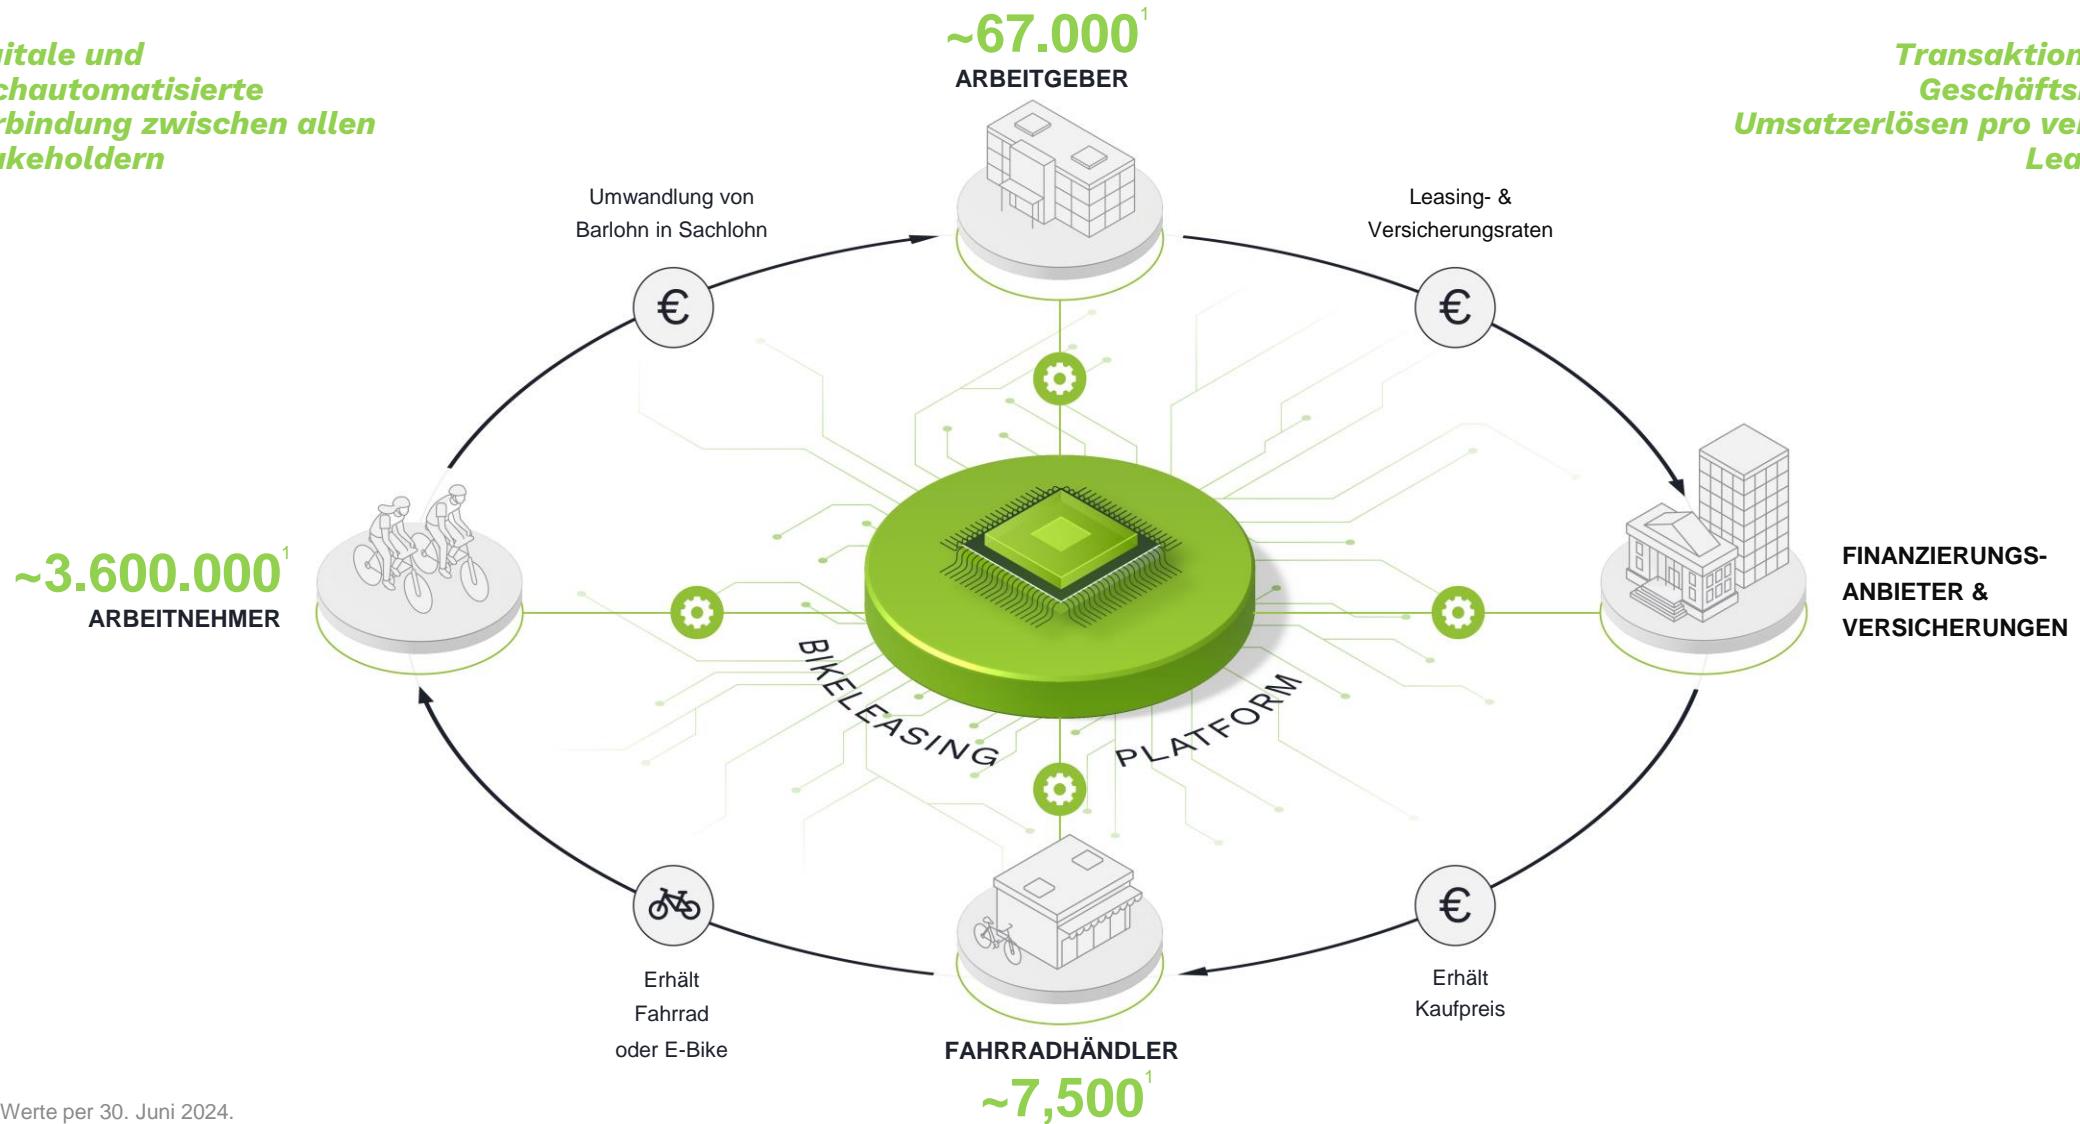 ~67.000¹
ARBEITGEBER
itale und
chautomatisierte
rbindung zwischen allen
akeholdern
Transaktion
Geschäfts
Umsatzerlösen pro ve
Lea
Umwandlung von
Barlohn in Sachlohn
Leasing- &
Versicherungsraten
€
€
~3.600.000¹
ARBEITNEHMER
FINANZIERUNGS-
ANBIETER &
VERSICHERUNGEN
BIKELEASING PLATFORM
€
Erhält
Fahrrad
oder E-Bike
Erhält
Kaufpreis
FAHRRADHÄNDLER
~7,500¹
Werte per 30. Juni 2024.